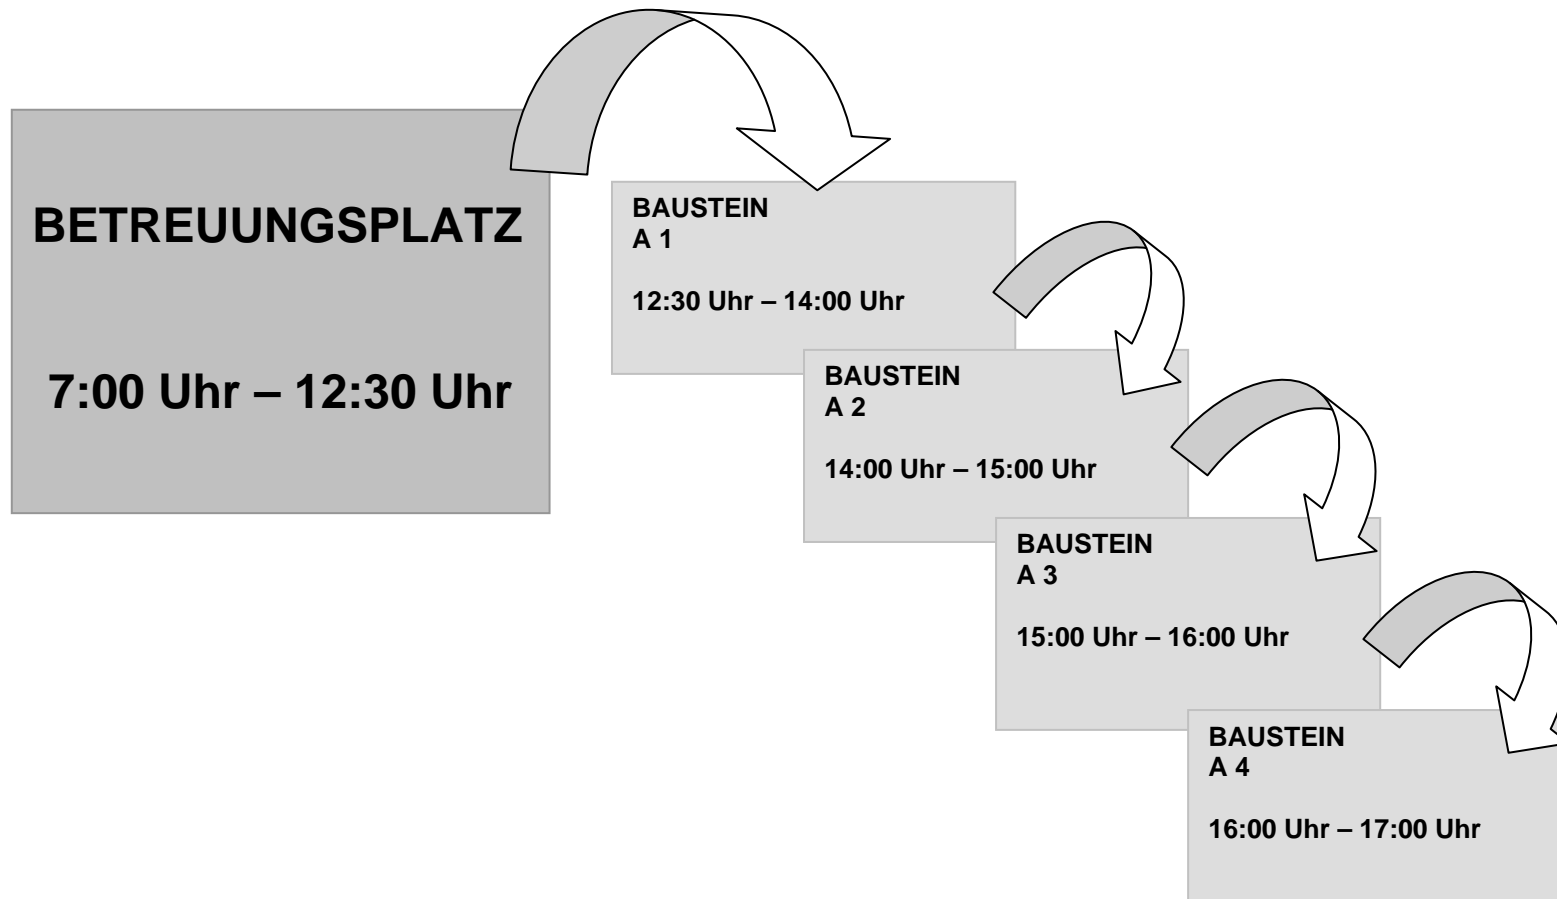 BETREUUNGSPLATZ
7:00 Uhr – 12:30 Uhr
BAUSTEIN
A 1
12:30 Uhr – 14:00 Uhr
BAUSTEIN
A 2
14:00 Uhr – 15:00 Uhr
BAUSTEIN
A 3
15:00 Uhr – 16:00 Uhr
BAUSTEIN
A 4
16:00 Uhr – 17:00 Uhr